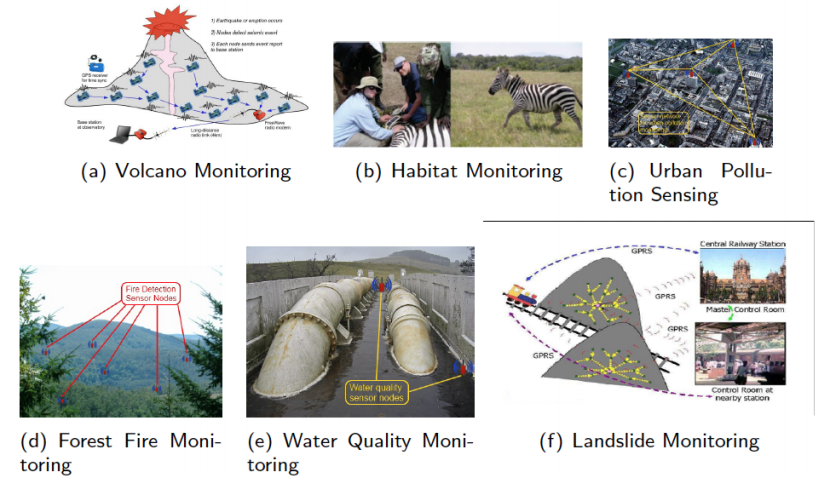 1) Earthquake or eruption occurs
2) Nodes detect seismic event
3) Each node sends event report
to base station
GPS receiver
for time sync
Base station
at observatory
Long-distance
radio link (4km)
FreeWave
radio modem
(a) Volcano Monitoring
(b) Habitat Monitoring
(c) Urban Pollu-
tion Sensing
Fire Detection
Sensor Nodes
(d) Forest Fire Moni-
toring
Water quality
sensor nodes
(e) Water Quality Moni-
toring
GPRS
Central Railway Station
GPRS
Master Control Room
GPRS
GPRS
Control Room at
nearby station
(f) Landslide Monitoring